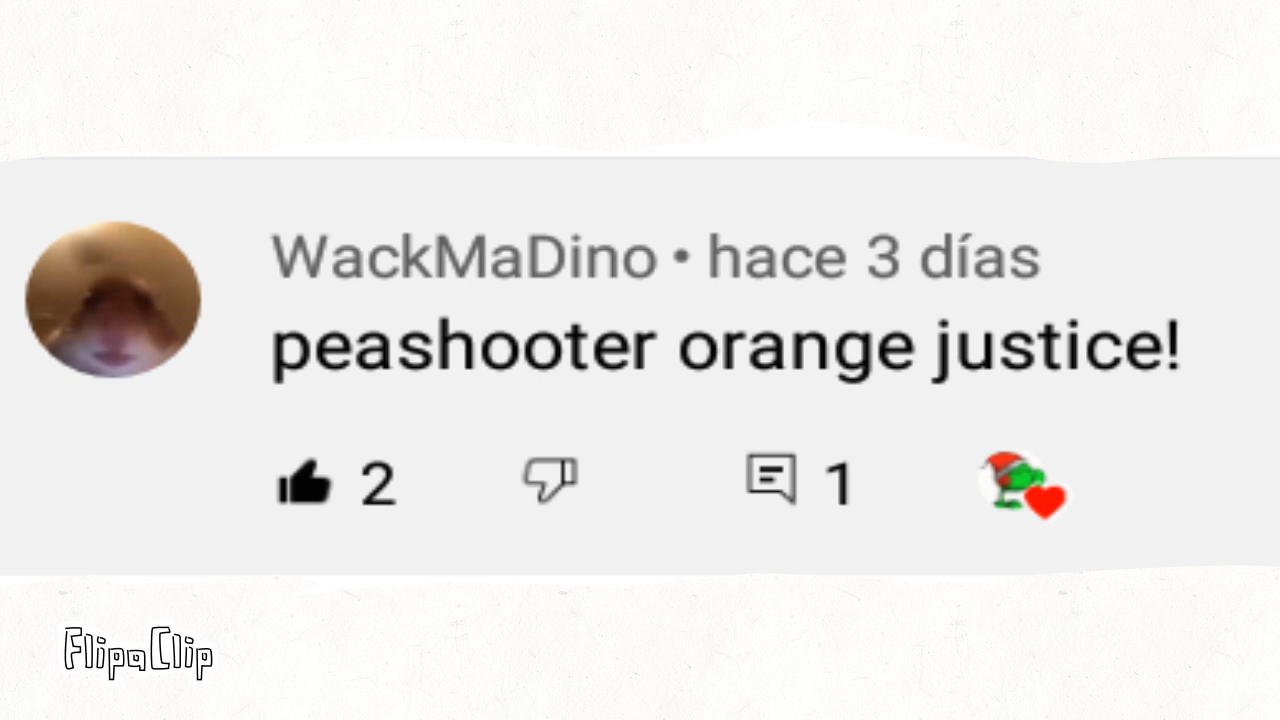 WackMaDino • hace 3 días
peashooter orange justice!
2
1
FlipaClip